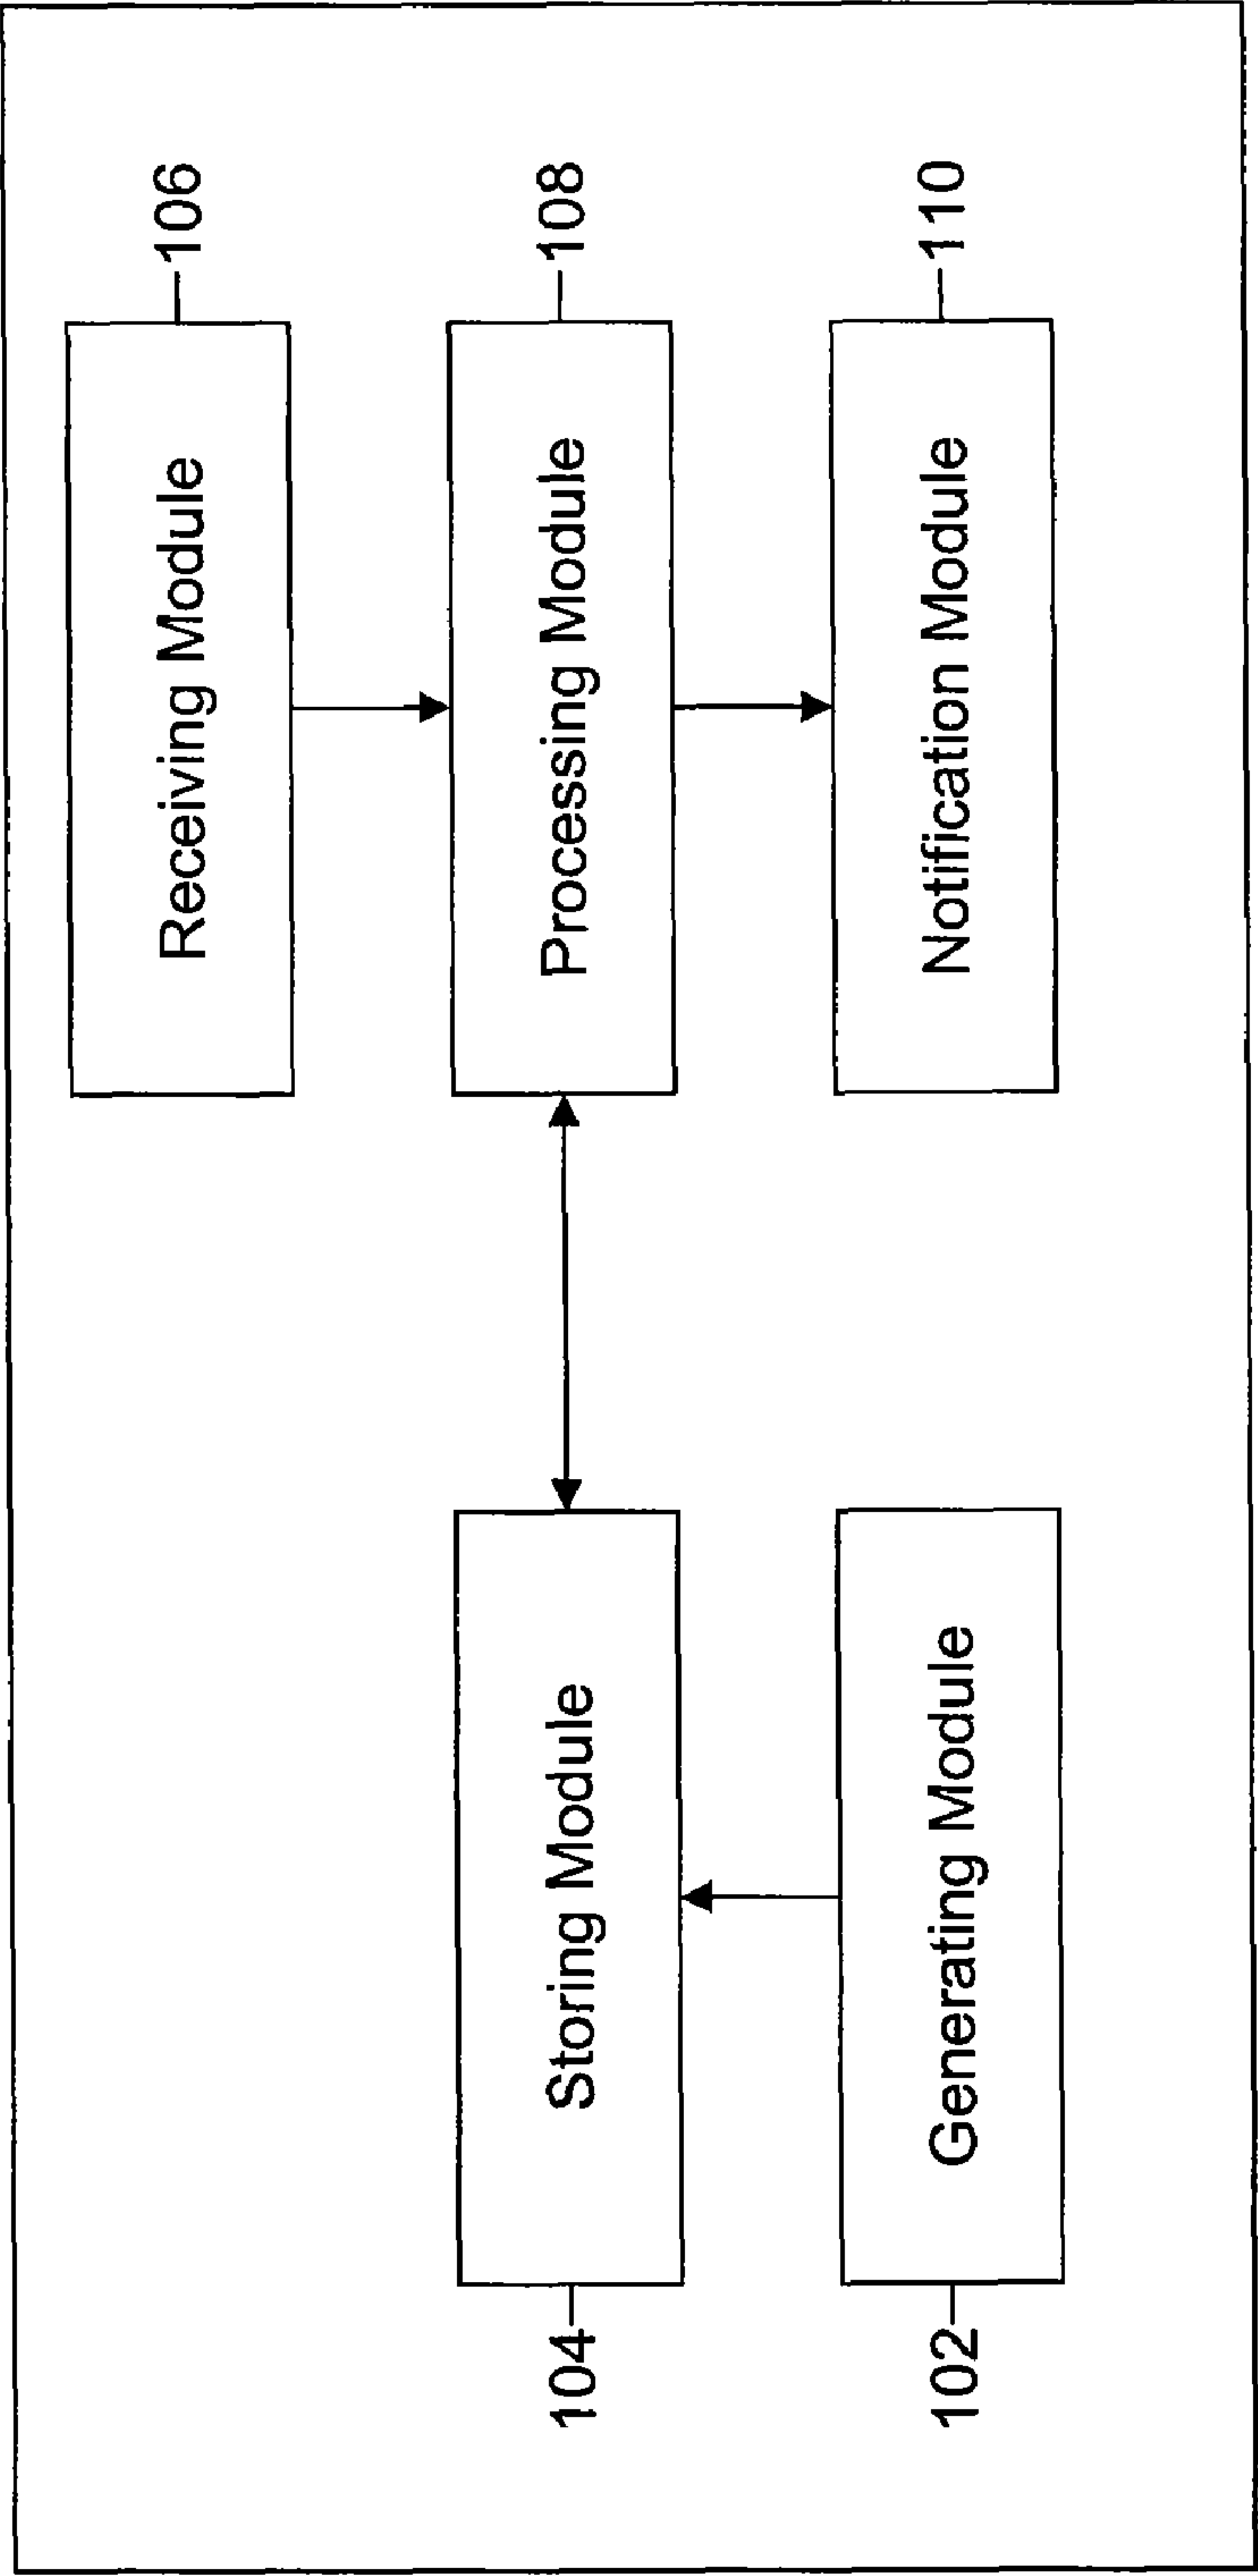 Receiving Module
106
Storing Module
104
Processing Module
108
Generating Module
102
Notification Module
110